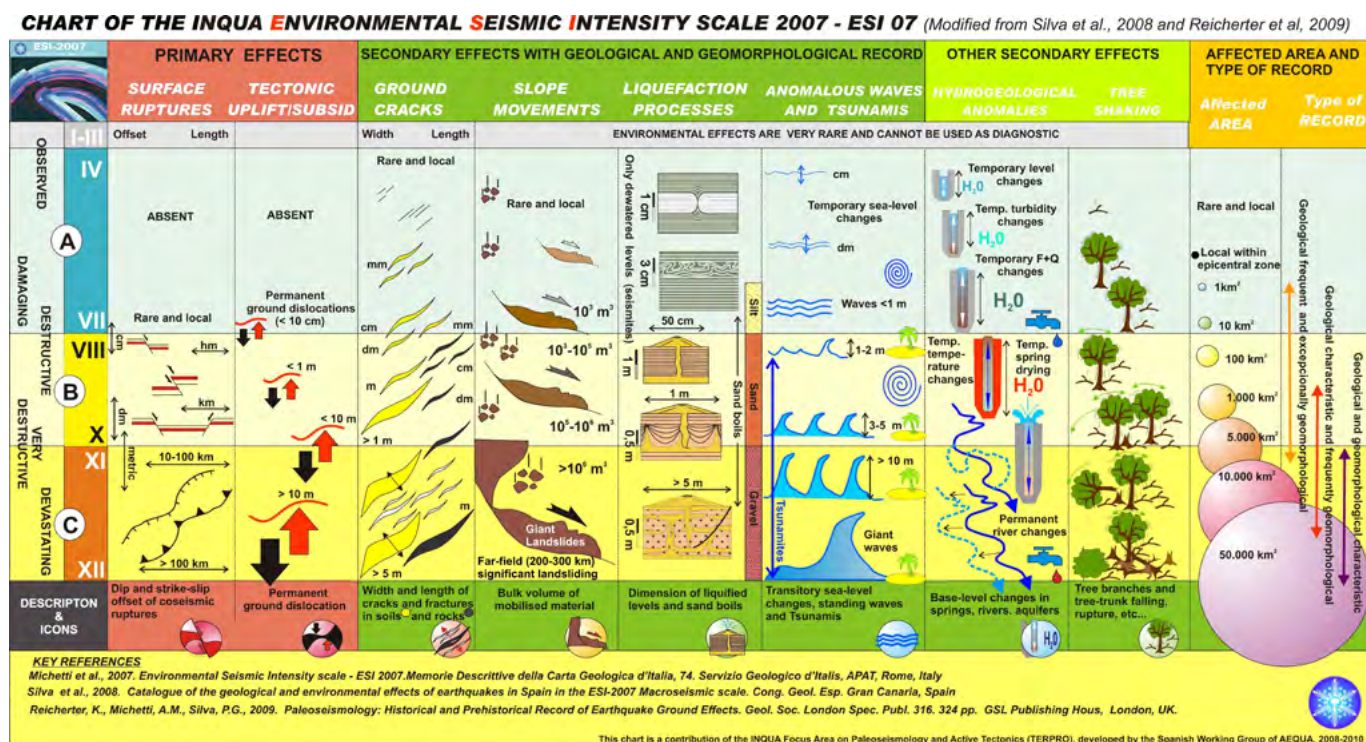 CHART OF THE INQUA ENVIRONMENTAL SEISMIC INTENSITY SCALE 2007 - ESI 07 (Modified from Silva et al., 2008 and Reicherter et al, 2009)
ESI-2007
PRIMARY EFFECTS
SECONDARY EFFECTS WITH GEOLOGICAL AND GEOMORPHOLOGICAL RECORD
OTHER SECONDARY EFFECTS
AFFECTED AREA AND
TYPE OF RECORD
SURFACE
RUPTURES
TECTONIC
UPLIFT/SUBSID
GROUND
CRACKS
SLOPE
MOVEMENTS
LIQUEFACTION
PROCESSES
ANOMALOUS WAVES
AND TSUNAMIS
HYDROGEOLOGICAL
ANOMALIES
TREE
SHAKING
Affected
AREA
Type of
RECORD
I-III
Offset Length
Width Length
ENVIRONMENTAL EFFECTS ARE VERY RARE AND CANNOT BE USED AS DIAGNOSTIC
OBSERVED
DAMAGING
DESTRUCTIVE
VERY
DESTRUCTIVE
DEVASTATING
IV
A
VII
VIII
B
X
XI
C
XII
ABSENT
Rare and local
cm
hm
km
dm
metric
10-100 km
> 100 km
ABSENT
Permanent
ground dislocations
(< 10 cm)
< 1 m
< 10 m
> 10 m
Rare and local
mm
cm
mm
dm
cm
m
dm
> 1 m
m
> 5 m
Rare and local
10³ m³
10³-10⁵ m³
10⁵-10⁶ m³
>10⁶ m³
Giant
Landslides
Far-field (200-300 km)
significant landsliding
Only dewatered levels (seismites)
1 cm
3 cm
50 cm
1 m
1 m
0,5 m
> 5 m
0,5 m
Sand boils
Silt
Sand
Gravel
cm
Temporary sea-level
changes
dm
Waves <1 m
1-2 m
3-5 m
> 10 m
Tsunamites
Giant
waves
Temporary level
changes
H₂0
Temp. turbidity
changes
H₂0
Temporary F+Q
changes
H₂0
Temp.
tempe-
rature
changes
Temp.
spring
drying
H₂0
Permanent
river changes
Rare and local
Local within
epicentral zone
1km²
10 km²
100 km²
1.000 km²
5.000 km²
10.000 km²
50.000 km²
Geological frequent and excepcionally geomorphological
Geological characteristic and frequently geomorphological
Geological and geomorphological characteristic
DESCRIPTON
&
ICONS
Dip and strike-slip
offset of coseismic
ruptures
Permanent
ground dislocation
Width and length of
cracks and fractures
in soils and rocks
Bulk volume of
mobilised material
Dimension of liquified
levels and sand boils
Transitory sea-level
changes, standing waves
and Tsunamis
Base-level changes in
springs, rivers. aquifers
H₂0
Tree branches and
tree-trunk falling.
rupture, etc...
KEY REFERENCES
Michetti et al., 2007. Environmental Seismic Intensity scale - ESI 2007.Memorie Descrittive della Carta Geologica d'Italia, 74. Servizio Geologico d'Italis, APAT, Rome, Italy
Silva et al., 2008. Catalogue of the geological and environmental effects of earthquakes in Spain in the ESI-2007 Macroseismic scale. Cong. Geol. Esp. Gran Canaria, Spain
Reicherter, K., Michetti, A.M., Silva, P.G., 2009. Paleoseismology: Historical and Prehistorical Record of Earthquake Ground Effects. Geol. Soc. London Spec. Publ. 316. 324 pp. GSL Publishing Hous, London, UK.
This chart is a contribution of the INQUA Focus Area on Paleoseismology and Active Tectonics (TERPRO), developed by the Spanish Working Group of AEQUA. 2008-2010